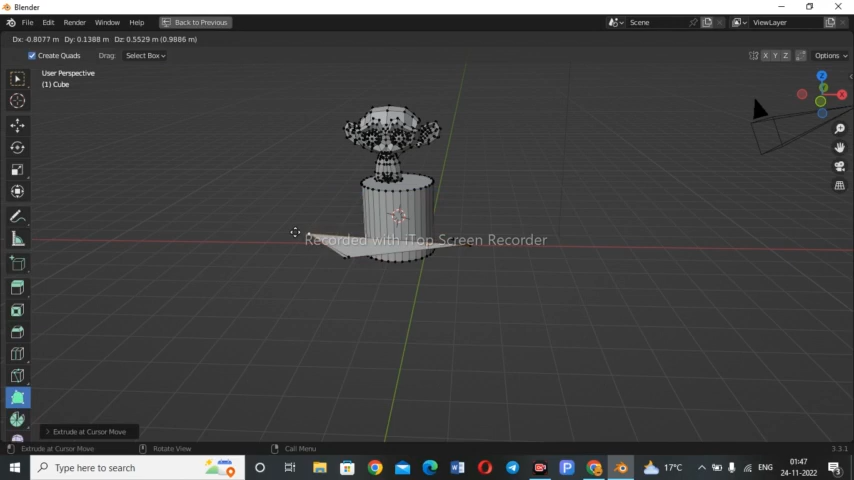 Blender
File Edit Render Window Help Back to Previous Scene ViewLayer
Dx: -0.8077 m Dy: 0.1388 m Dz: 0.5529 m (0.9886 m)
Create Quads Drag: Select Box X Y Z Options
User Perspective
(1) Cube
Z
X
Y
Recorded with iTop Screen Recorder
> Extrude at Cursor Move
Extrude at Cursor Move Rotate View Call Menu 3.3.1
Type here to search 17°C ENG 01:47
24-11-2022 3